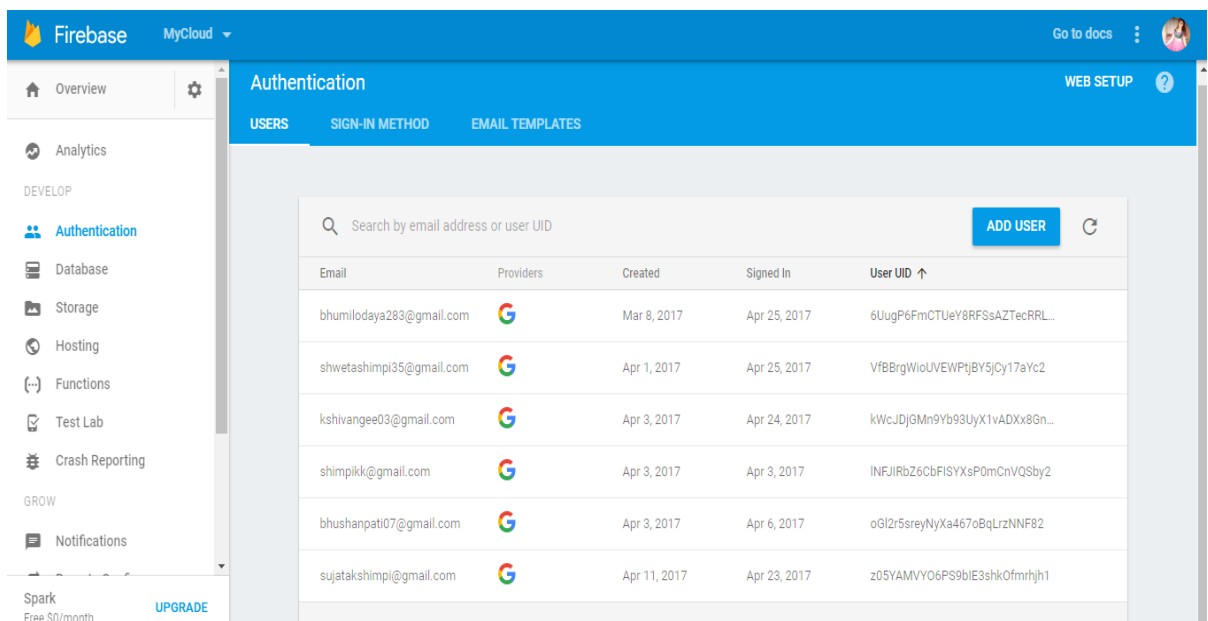 Firebase MyCloud Go to docs
Overview
Analytics
DEVELOP
Authentication
Database
Storage
Hosting
Functions
Test Lab
Crash Reporting
GROW
Notifications
Spark
Free $0/month
UPGRADE
Authentication
WEB SETUP
USERS SIGN-IN METHOD EMAIL TEMPLATES
Search by email address or user UID
ADD USER
Email Providers Created Signed In User UID
bhumilodaya283@gmail.com Mar 8, 2017 Apr 25, 2017 6UugP6FmCTUeY8RFSsAZTecRRL...
shwetashimpi35@gmail.com Apr 1, 2017 Apr 25, 2017 VfBBrgWioUVEWPtjBY5jCy17aYc2
kshivangee03@gmail.com Apr 3, 2017 Apr 24, 2017 kWcJDjGMn9Yb93UyX1vADXx8Gn...
shimpikk@gmail.com Apr 3, 2017 Apr 3, 2017 lNFJIRbZ6CbFISYXsP0mCnVQSby2
bhushanpati07@gmail.com Apr 3, 2017 Apr 6, 2017 oGl2r5sreyNyXa467oBqLrzNNF82
sujatakshimpi@gmail.com Apr 11, 2017 Apr 23, 2017 z05YAMVYO6PS9bIE3shkOfmrhjh1